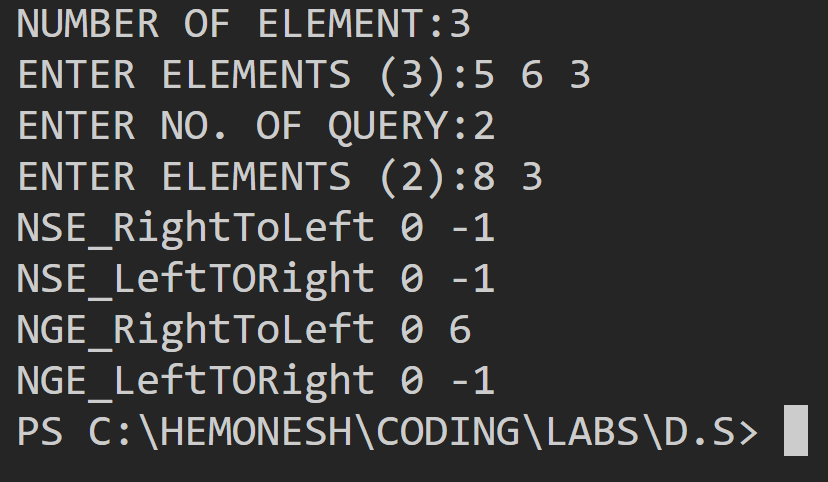 NUMBER OF ELEMENT:3
ENTER ELEMENTS (3):5 6 3
ENTER NO. OF QUERY:2
ENTER ELEMENTS (2):8 3
NSE_RightToLeft 0 -1
NSE_LeftTORight 0 -1
NGE_RightToLeft 0 6
NGE_LeftTORight 0 -1
PS C:\HEMONESH\CODING\LABS\D.S>